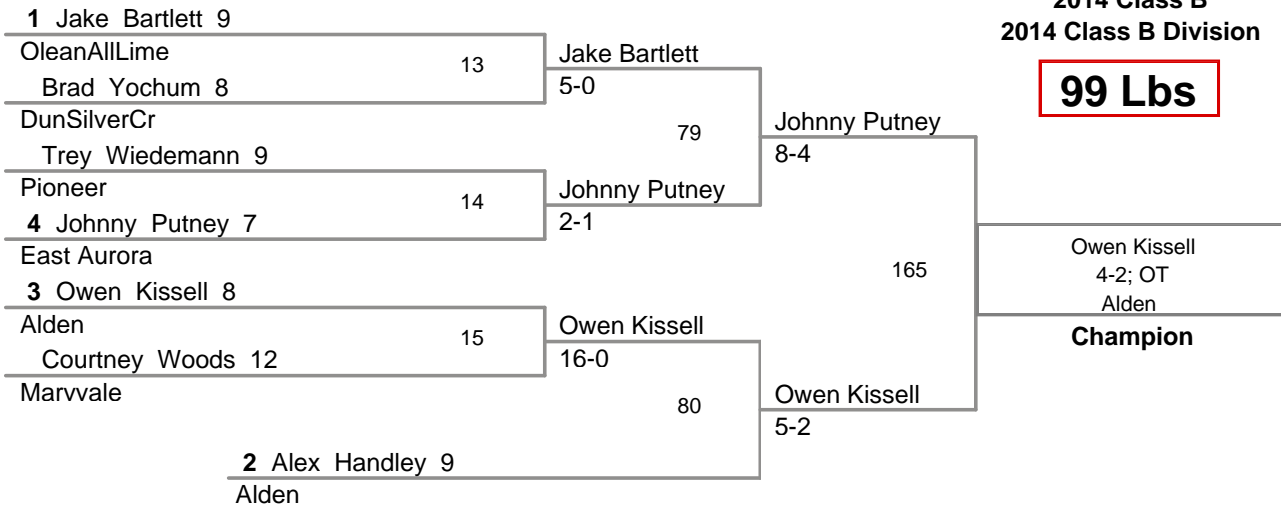 2014 Class B
2014 Class B Division
99 Lbs
1 Jake Bartlett 9
OleanAllLime
Brad Yochum 8
DunSilverCr
Trey Wiedemann 9
Pioneer
4 Johnny Putney 7
East Aurora
3 Owen Kissell 8
Alden
Courtney Woods 12
Maryvale
2 Alex Handley 9
Alden
13
14
15
Jake Bartlett
5-0
Johnny Putney
2-1
Owen Kissell
16-0
79
80
Johnny Putney
8-4
Owen Kissell
5-2
165
Owen Kissell
4-2; OT
Alden
Champion